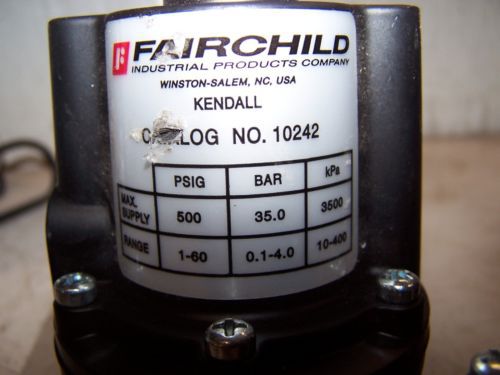 FAIRCHILD
INDUSTRIAL PRODUCTS COMPANY
WINSTON-SALEM, NC, USA
KENDALL
NO. 10242
PSIG BAR kPa
MAX. SUPPLY 500 35.0 3500
RANGE 1-60 0.1-4.0 10-400